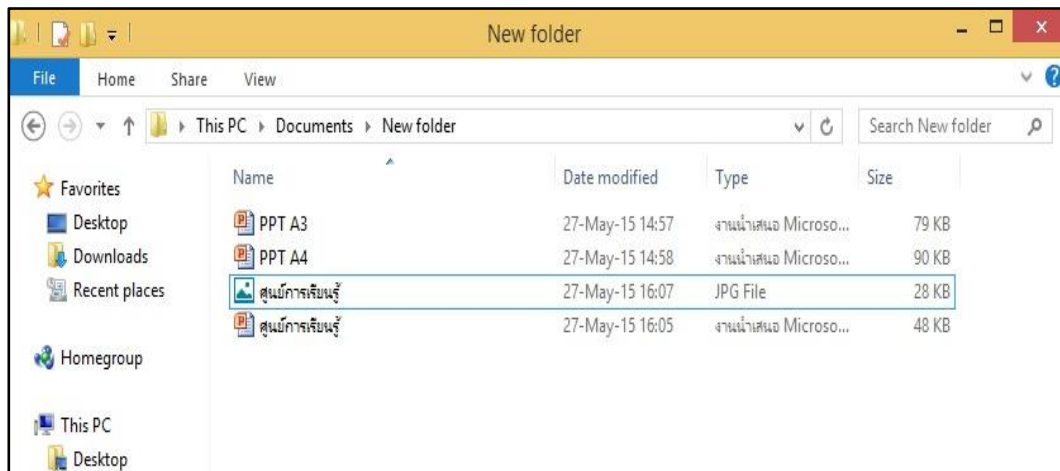 New folder
File Home Share View
This PC Documents New folder Search New folder
Name Date modified Type Size
Favorites
Desktop
Downloads
Recent places
Homegroup
This PC
Desktop
PPT A3 27-May-15 14:57 งานนำเสนอ Microso... 79 KB
PPT A4 27-May-15 14:58 งานนำเสนอ Microso... 90 KB
ศูนย์การเรียนรู้ 27-May-15 16:07 JPG File 28 KB
ศูนย์การเรียนรู้ 27-May-15 16:05 งานนำเสนอ Microso... 48 KB